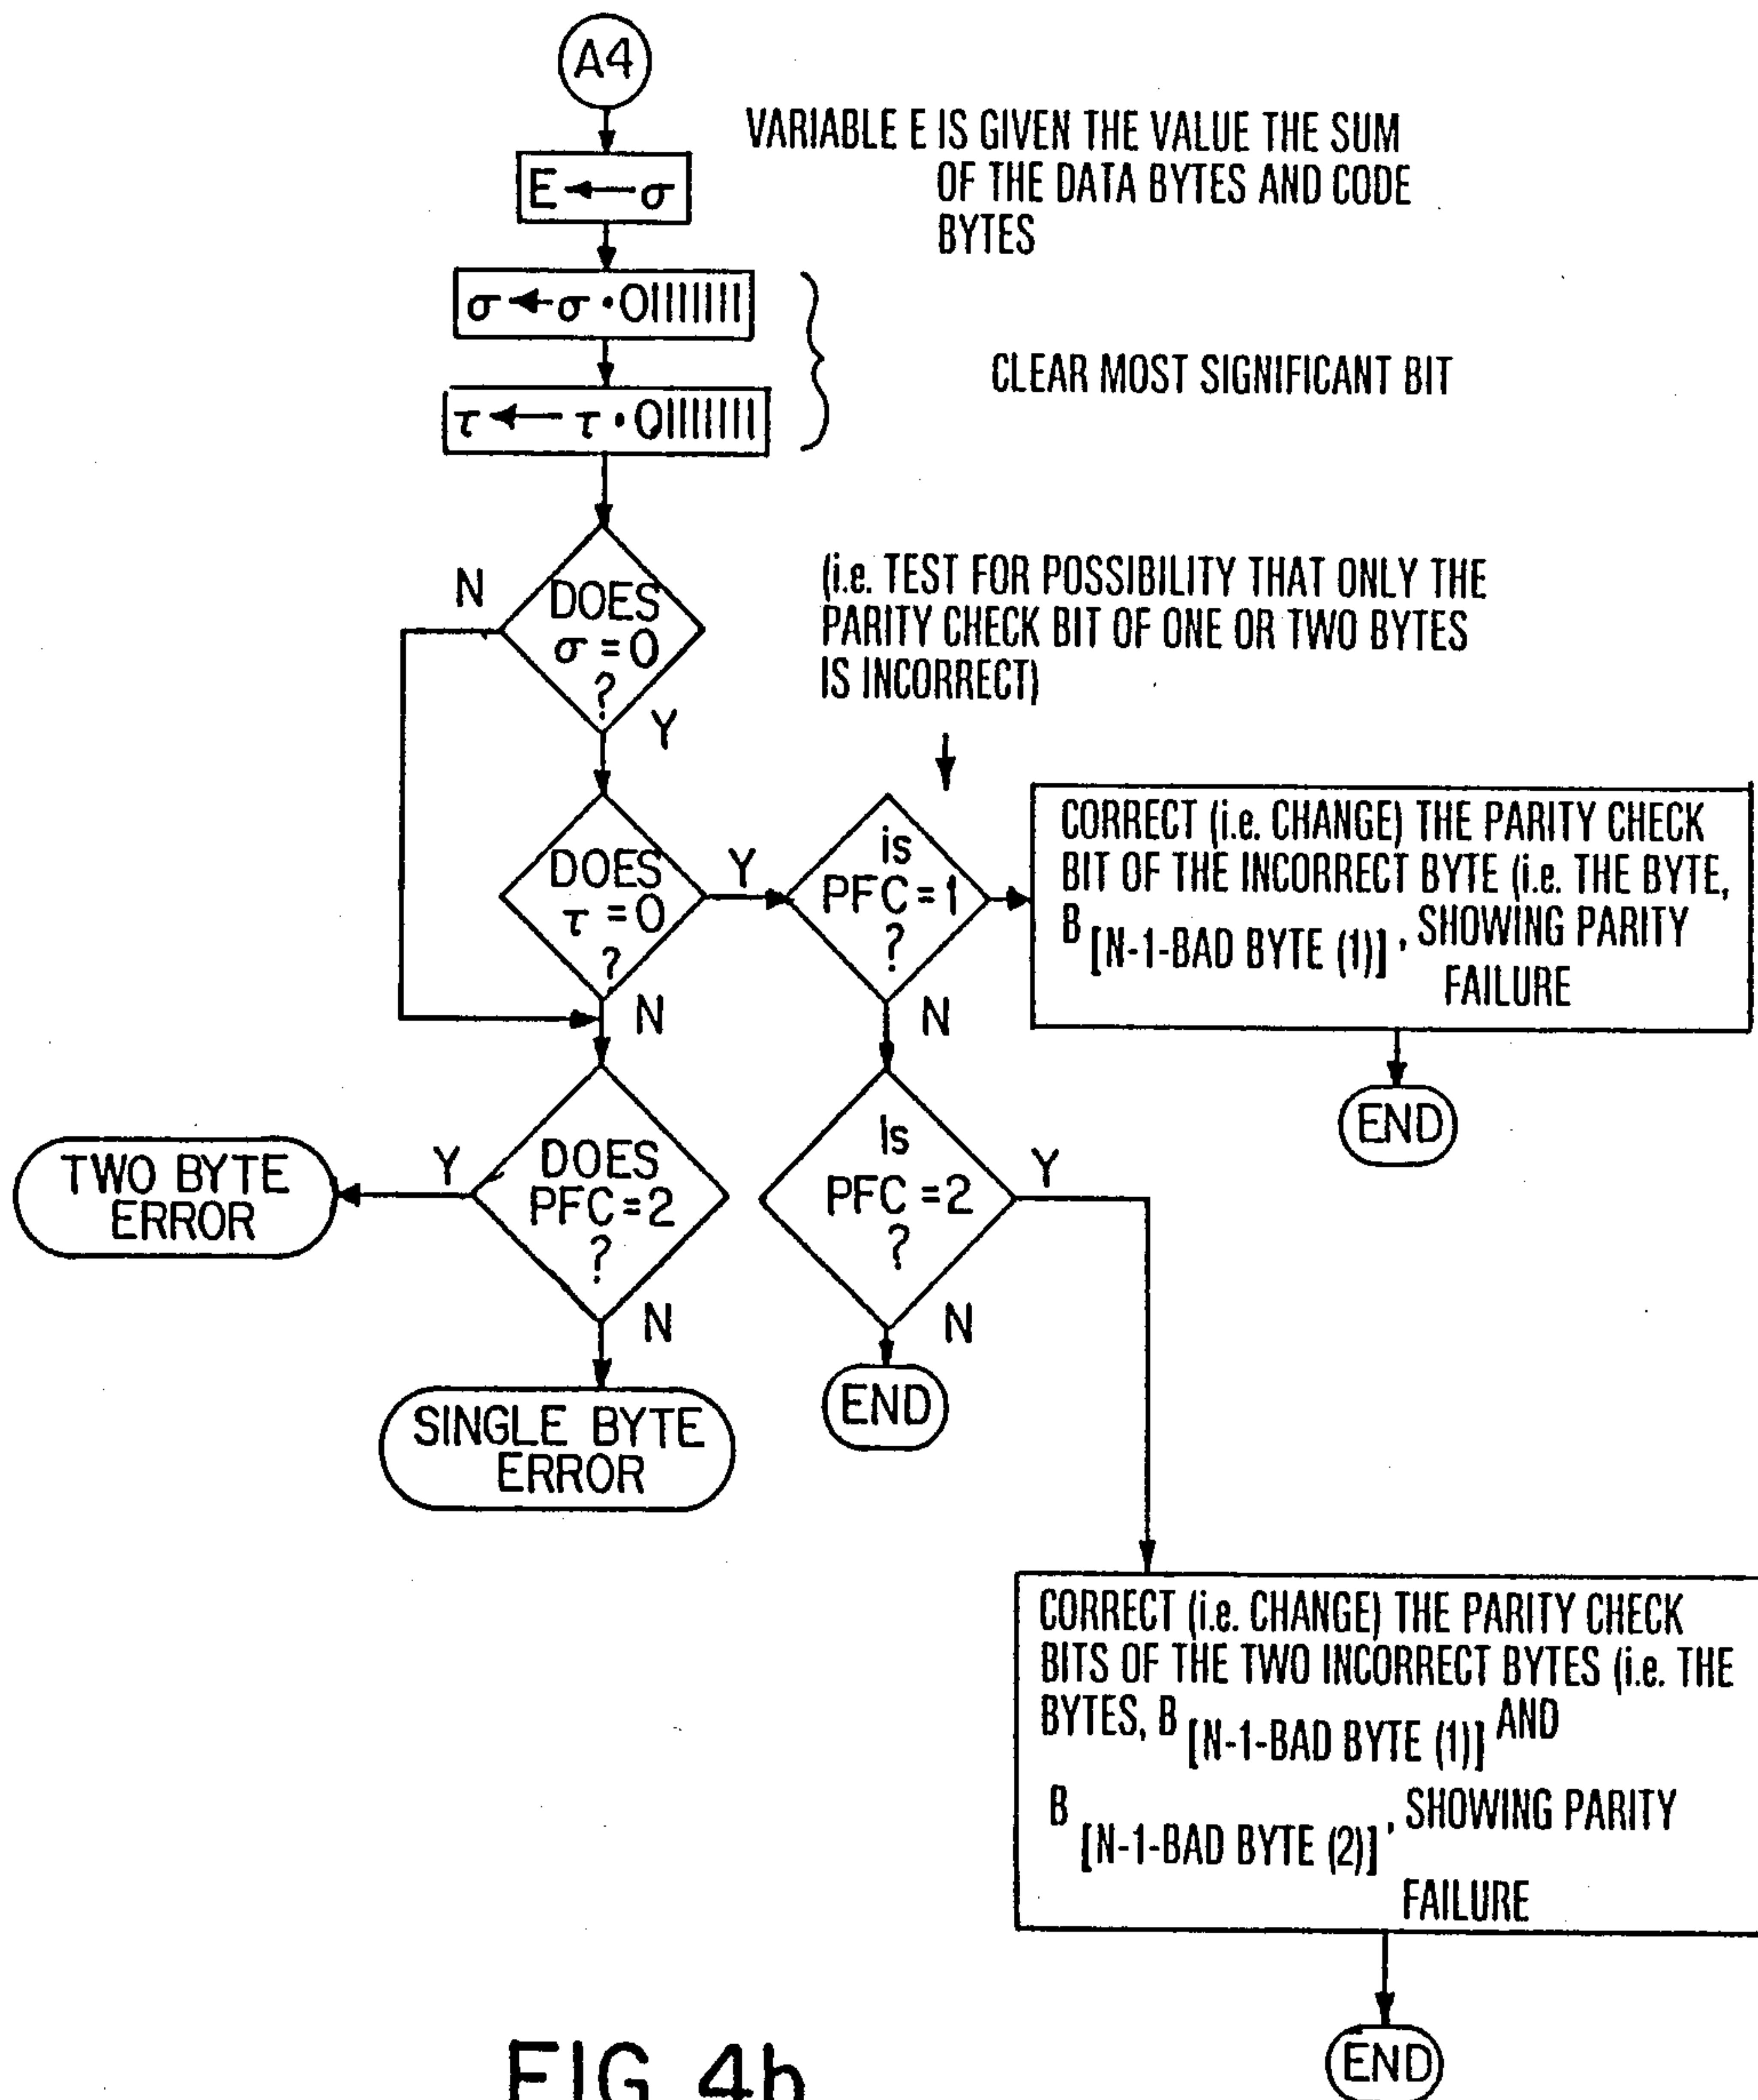 A4
VARIABLE E IS GIVEN THE VALUE THE SUM
OF THE DATA BYTES AND CODE
BYTES
E ← σ
σ ← σ • 01111111
τ ← τ • 01111111
CLEAR MOST SIGNIFICANT BIT
(i.e. TEST FOR POSSIBILITY THAT ONLY THE
PARITY CHECK BIT OF ONE OR TWO BYTES
IS INCORRECT)
N
DOES
σ = 0
?
Y
DOES
τ = 0
?
Y
N
is
PFC = 1
?
N
CORRECT (i.e. CHANGE) THE PARITY CHECK
BIT OF THE INCORRECT BYTE (i.e. THE BYTE,
B [N-1-BAD BYTE (1)] , SHOWING PARITY
FAILURE
END
TWO BYTE
ERROR
Y
DOES
PFC = 2
?
N
Is
PFC = 2
?
Y
N
SINGLE BYTE
ERROR
END
CORRECT (i.e. CHANGE) THE PARITY CHECK
BITS OF THE TWO INCORRECT BYTES (i.e. THE
BYTES, B [N-1-BAD BYTE (1)] AND
B [N-1-BAD BYTE (2)] , SHOWING PARITY
FAILURE
END
FIG 4b